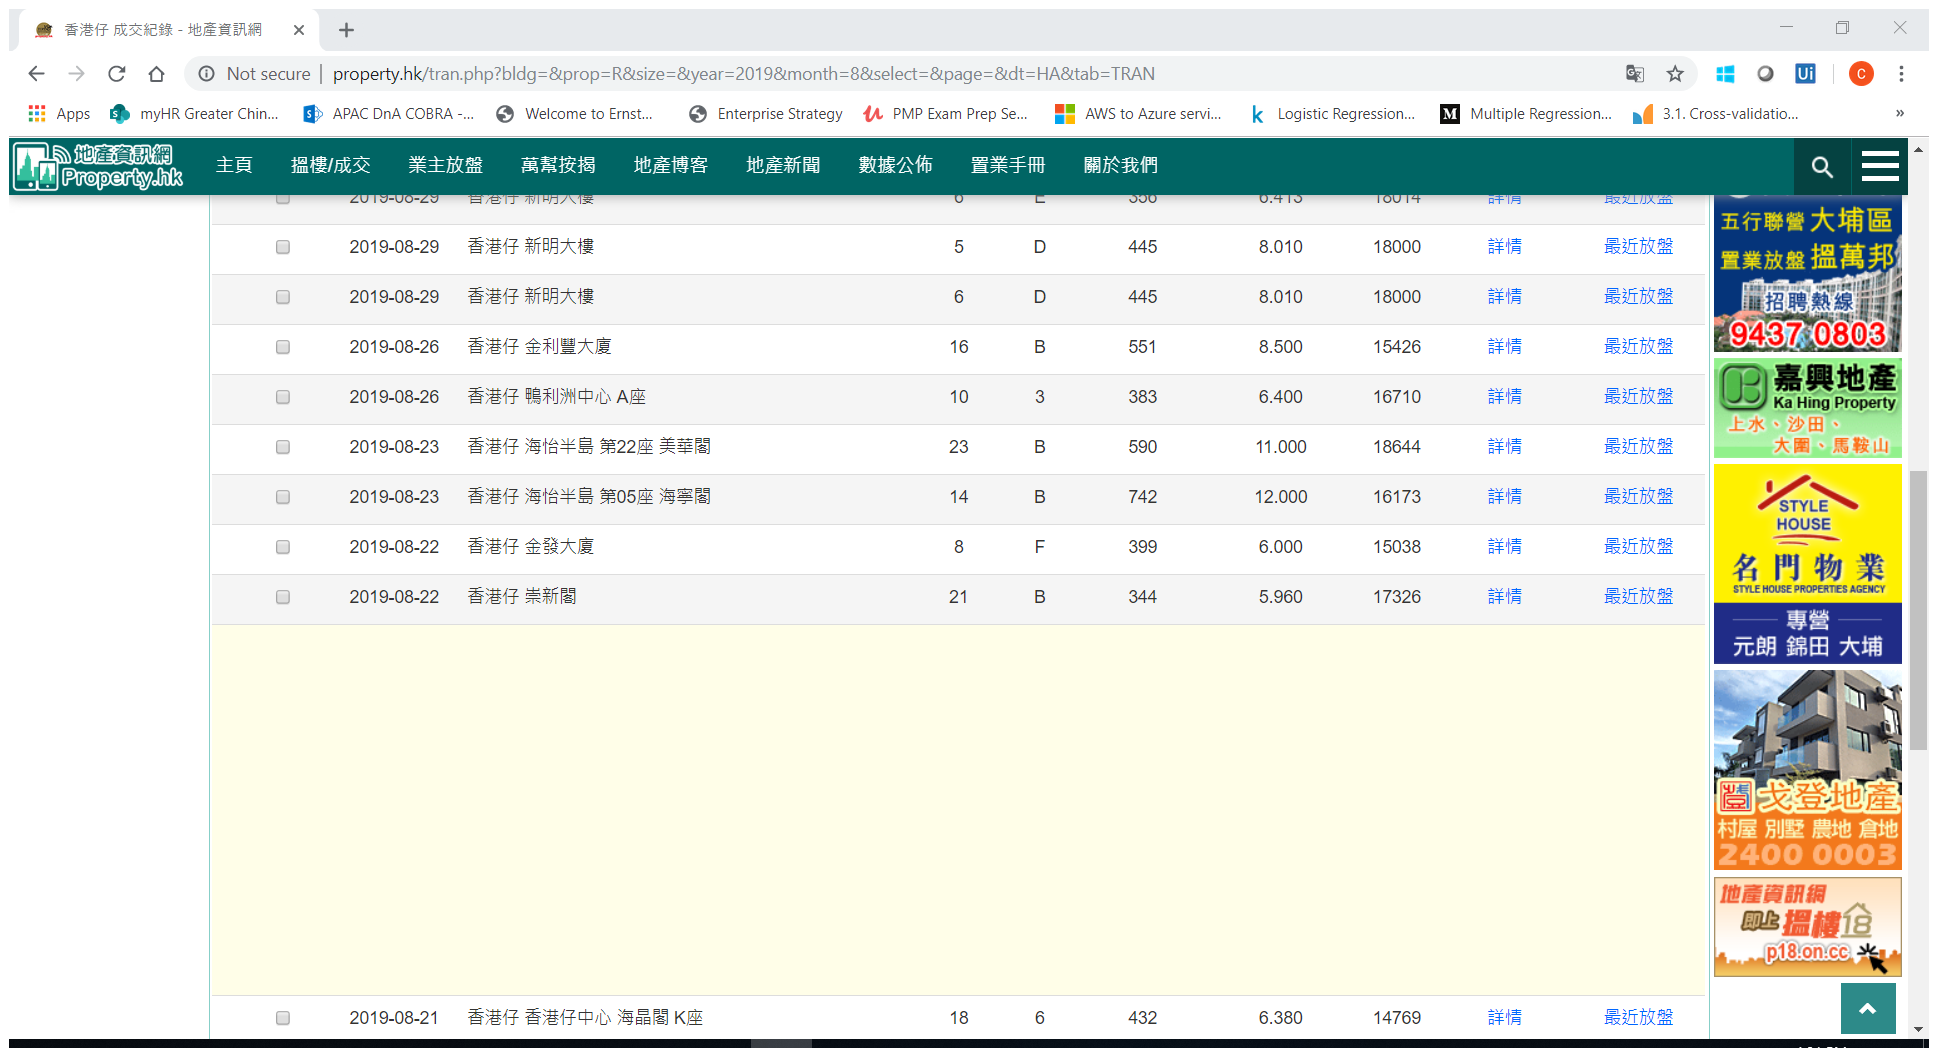 香港仔 成交紀錄 - 地產資訊網
Not secure | property.hk/tran.php?bldg=&prop=R&size=&year=2019&month=8&select=&page=&dt=HA&tab=TRAN
Ui
C
Apps myHR Greater Chin... APAC DnA COBRA -... Welcome to Ernst... Enterprise Strategy PMP Exam Prep Se... AWS to Azure servi... Logistic Regression... Multiple Regression... 3.1. Cross-validatio... »
地產資訊網
Property.hk
主頁 搵樓/成交 業主放盤 萬幫按揭 地產博客 地產新聞 數據公佈 置業手冊 關於我們
2019-08-29 香港仔 新明大樓 6 E 356 6.413 18014 詳情 最近放盤
2019-08-29 香港仔 新明大樓 5 D 445 8.010 18000 詳情 最近放盤
2019-08-29 香港仔 新明大樓 6 D 445 8.010 18000 詳情 最近放盤
2019-08-26 香港仔 金利豐大廈 16 B 551 8.500 15426 詳情 最近放盤
2019-08-26 香港仔 鴨利洲中心 A座 10 3 383 6.400 16710 詳情 最近放盤
2019-08-23 香港仔 海怡半島 第22座 美華閣 23 B 590 11.000 18644 詳情 最近放盤
2019-08-23 香港仔 海怡半島 第05座 海寧閣 14 B 742 12.000 16173 詳情 最近放盤
2019-08-22 香港仔 金發大廈 8 F 399 6.000 15038 詳情 最近放盤
2019-08-22 香港仔 崇新閣 21 B 344 5.960 17326 詳情 最近放盤
2019-08-21 香港仔 香港仔中心 海晶閣 K座 18 6 432 6.380 14769 詳情 最近放盤
五行聯營 大埔區
置業放盤 搵萬邦
招聘熱線
9437 0803
嘉興地產
Ka Hing Property
上水、沙田、
大圍、馬鞍山
STYLE
HOUSE
名門物業
STYLE HOUSE PROPERTIES AGENCY
專營
元朗 錦田 大埔
戈登地產
村屋 別墅 農地 倉地
2400 0003
地產資訊網
即上搵樓18
p18.on.cc